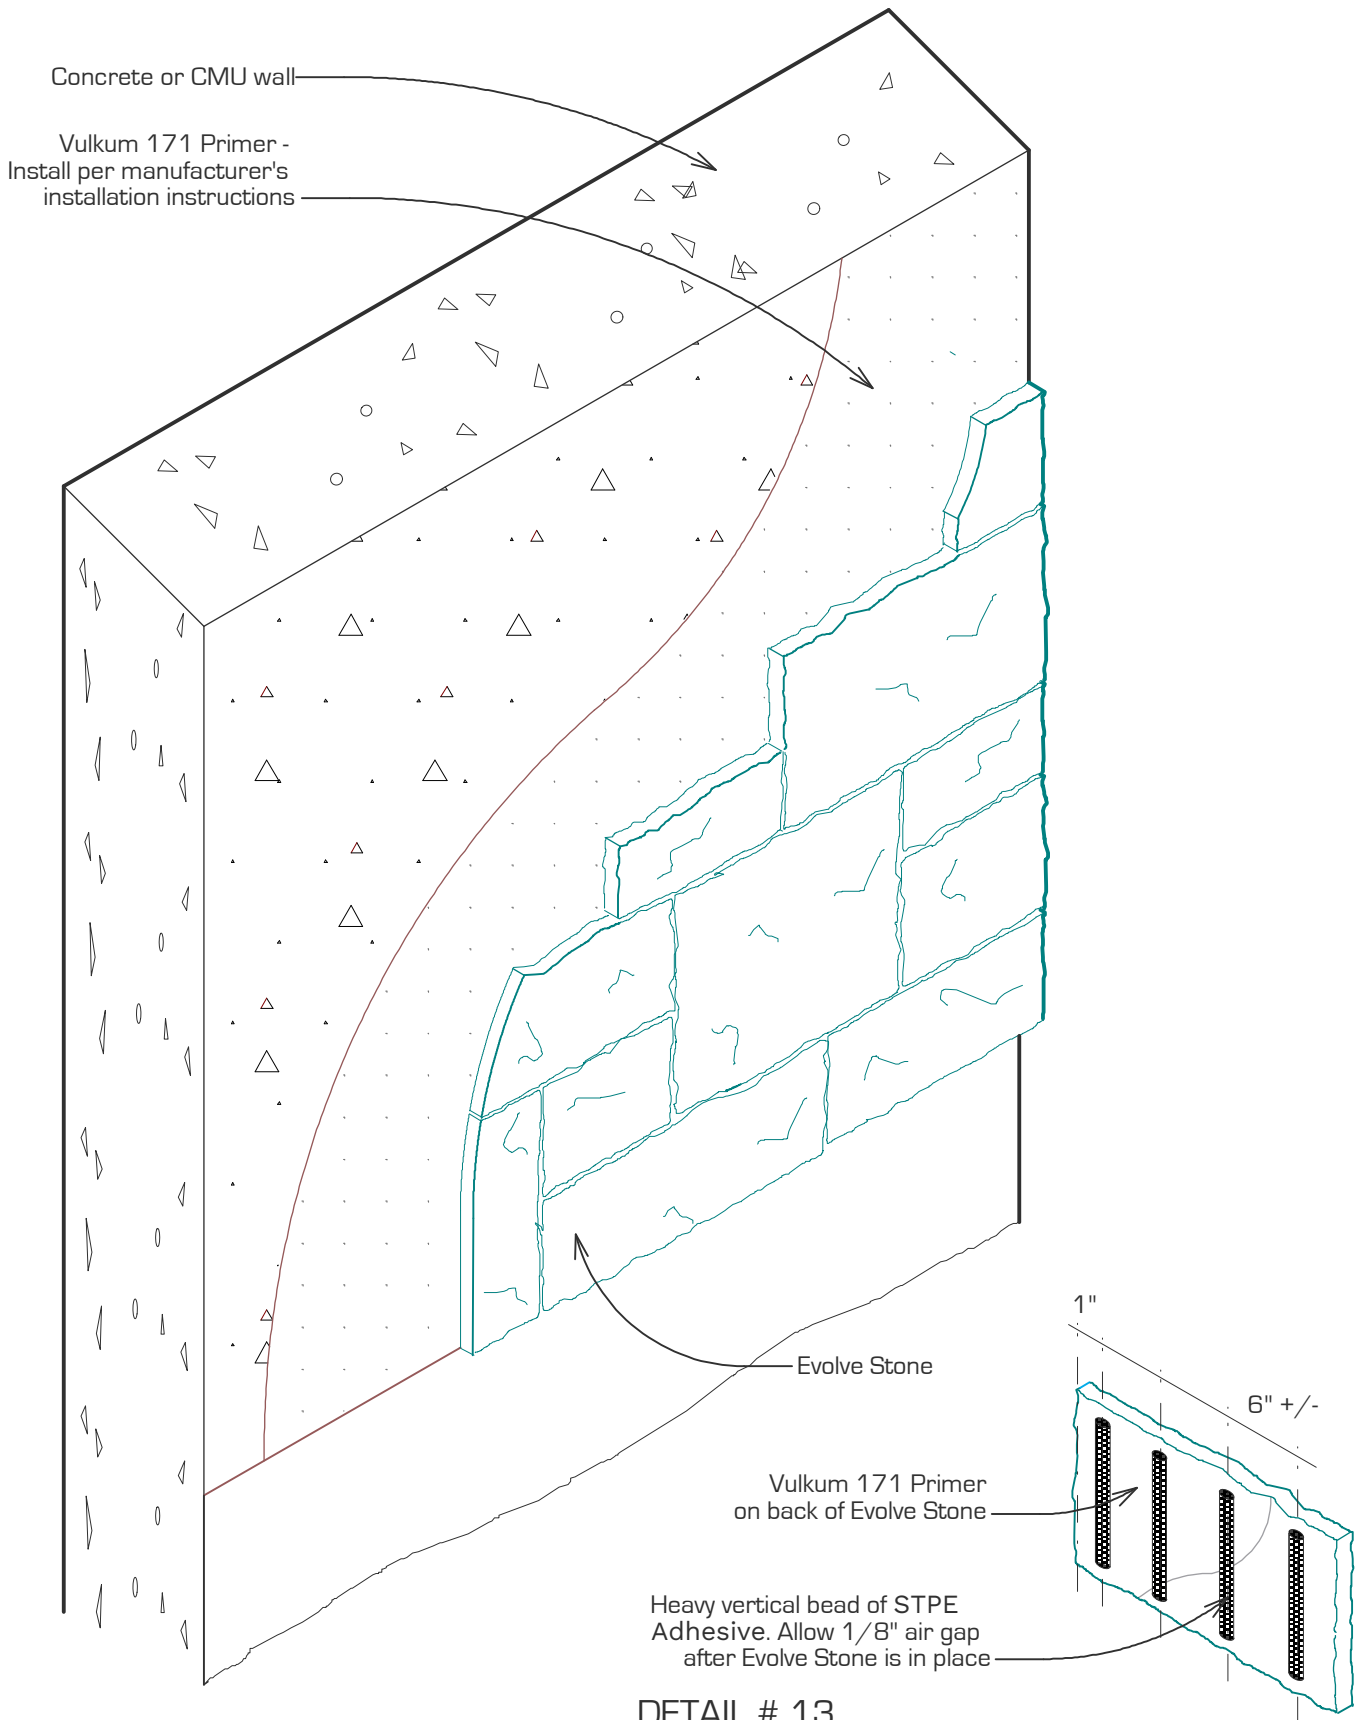 Concrete or CMU wall
Vulkum 171 Primer -
Install per manufacturer's
installation instructions
Evolve Stone
1"
6" +/-
Vulkum 171 Primer
on back of Evolve Stone
Heavy vertical bead of STPE
Adhesive. Allow 1/8" air gap
after Evolve Stone is in place
DETAIL # 13